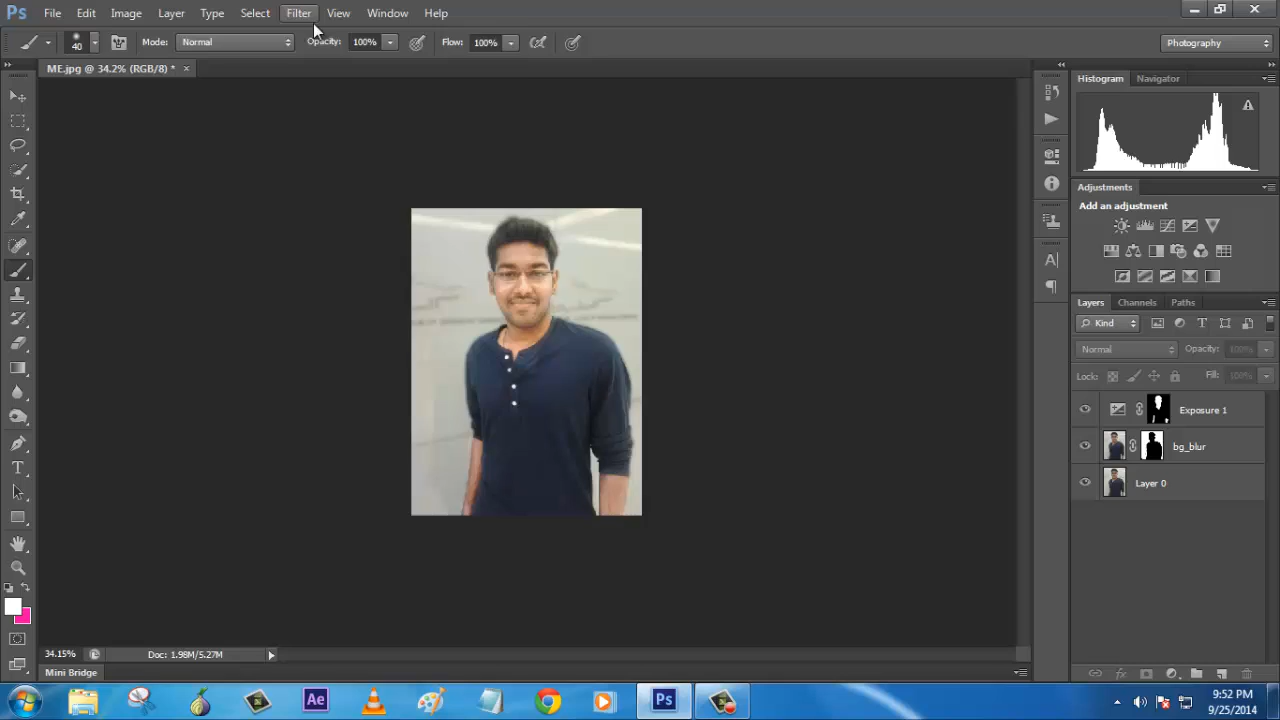 Ps File Edit Image Layer Type Select Filter View Window Help
40 Mode: Normal Opacity: 100% Flow: 100% Photography
ME.jpg @ 34.2% (RGB/8) * ×
Histogram Navigator
Adjustments
Add an adjustment
Layers Channels Paths
Kind
Normal Opacity: 100%
Lock: Fill: 100%
Exposure 1
bg_blur
Layer 0
34.15% Doc: 1.98M/5.27M
Mini Bridge
Ae Ps 9:52 PM
9/25/2014